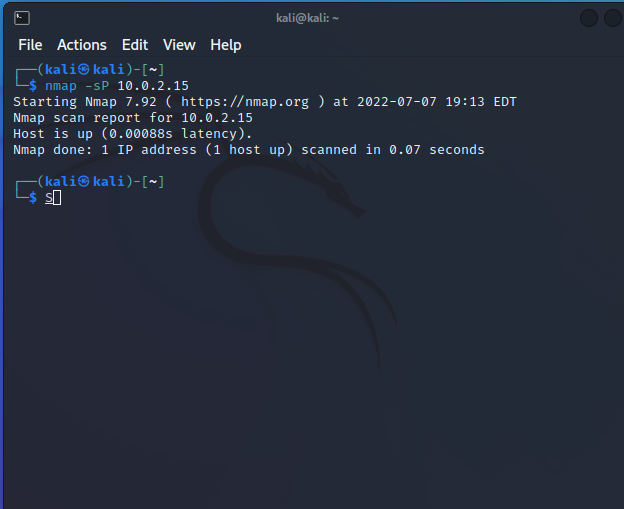 kali@kali: ~
File Actions Edit View Help
┌──(kali㉿kali)-[~]
└─$ nmap -sP 10.0.2.15
Starting Nmap 7.92 ( https://nmap.org ) at 2022-07-07 19:13 EDT
Nmap scan report for 10.0.2.15
Host is up (0.00088s latency).
Nmap done: 1 IP address (1 host up) scanned in 0.07 seconds
┌──(kali㉿kali)-[~]
└─$ S